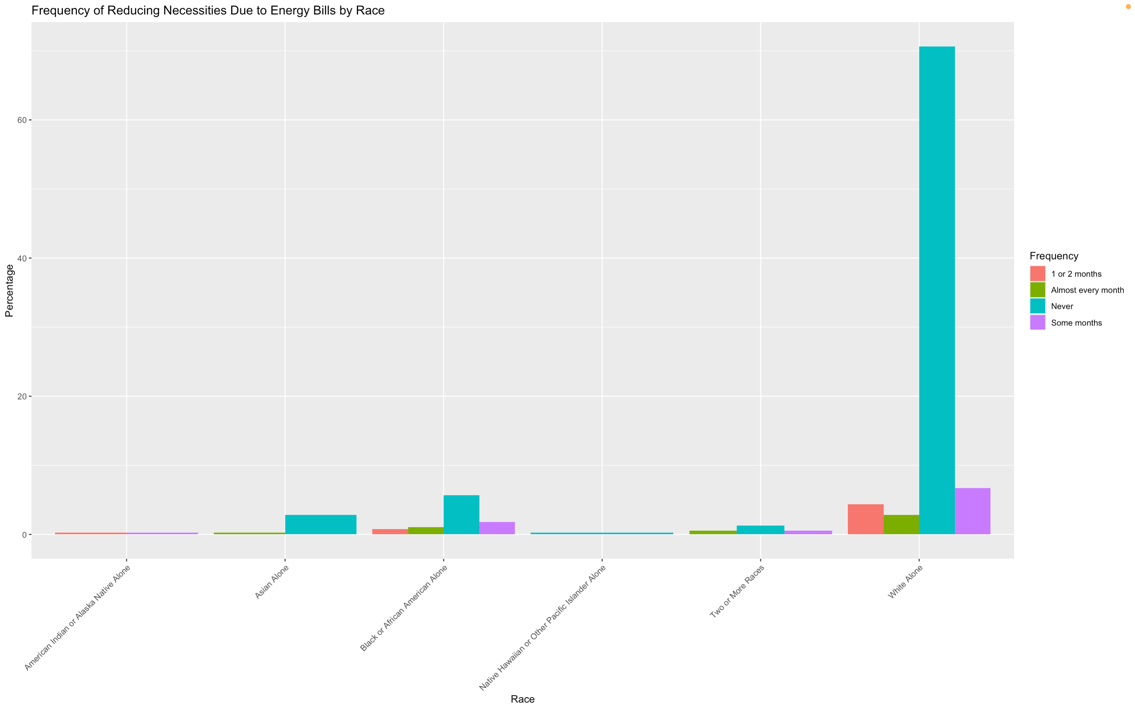 Frequency of Reducing Necessities Due to Energy Bills by Race
Percentage
60
40
20
0
American Indian or Alaska Native Alone
Asian Alone
Black or African American Alone
Native Hawaiian or Other Pacific Islander Alone
Two or More Races
White Alone
Race
Frequency
1 or 2 months
Almost every month
Never
Some months